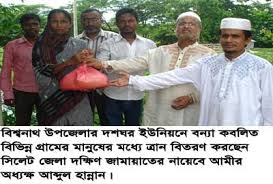 বিশ্বনাথ উপজেলার দশঘর ইউনিয়নে বন্যা কবলিত
বিভিন্ন গ্রামের মানুষের মধ্যে ত্রান বিতরণ করছেন
সিলেট জেলা দক্ষিণ জামায়াতের নায়েবে আমীর
অধ্যক্ষ আব্দুল হান্নান ।